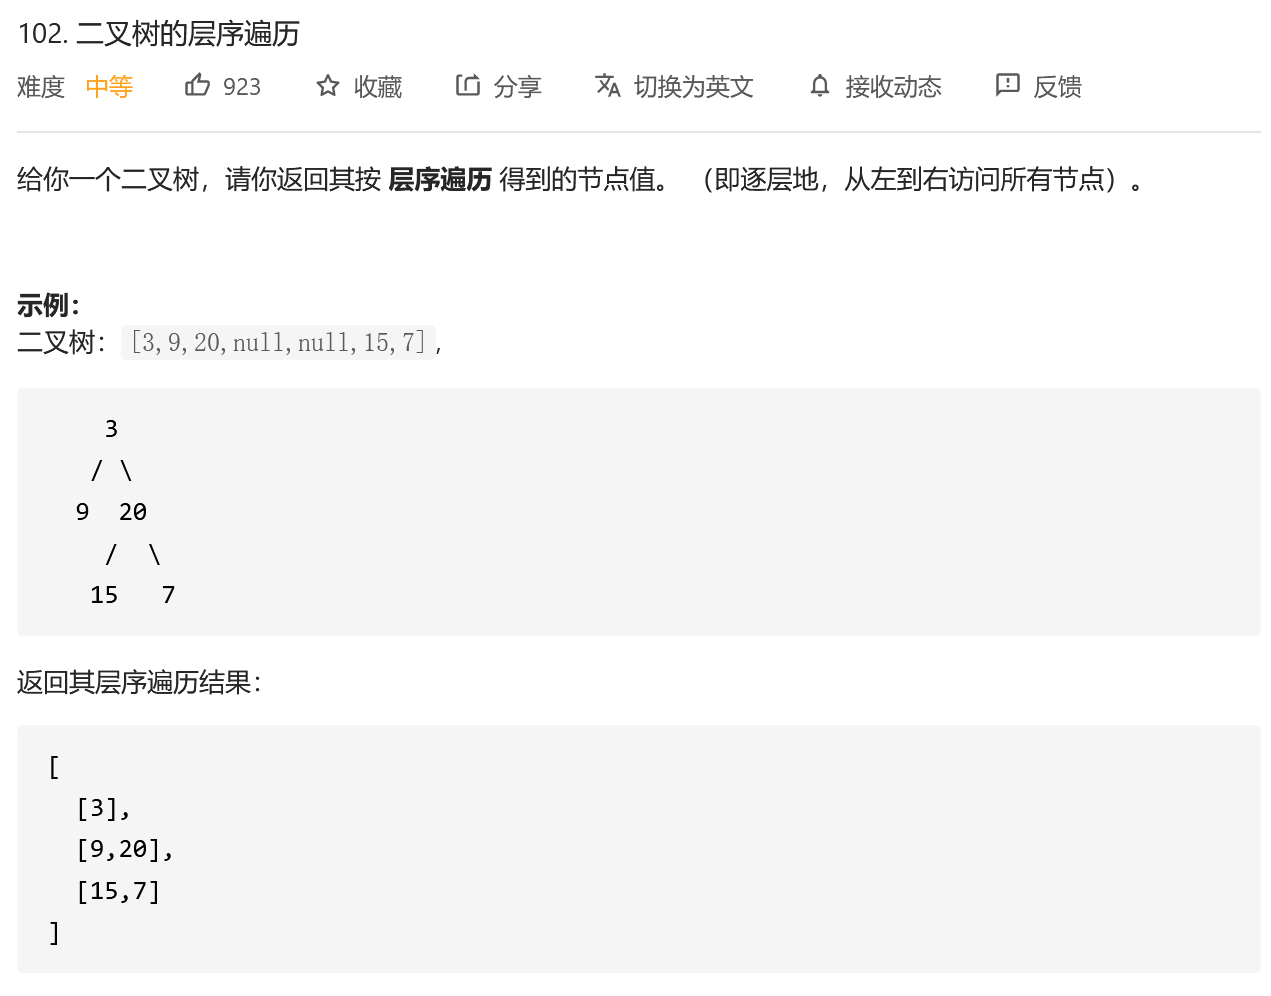 102. 二叉树的层序遍历
难度 中等 923 收藏 分享 切换为英文 接收动态 反馈
给你一个二叉树，请你返回其按 层序遍历 得到的节点值。 （即逐层地，从左到右访问所有节点）。
示例：
二叉树：[3,9,20,null,null,15,7],
3
/ \
9  20
/  \
15   7
返回其层序遍历结果：
[
[3],
[9,20],
[15,7]
]